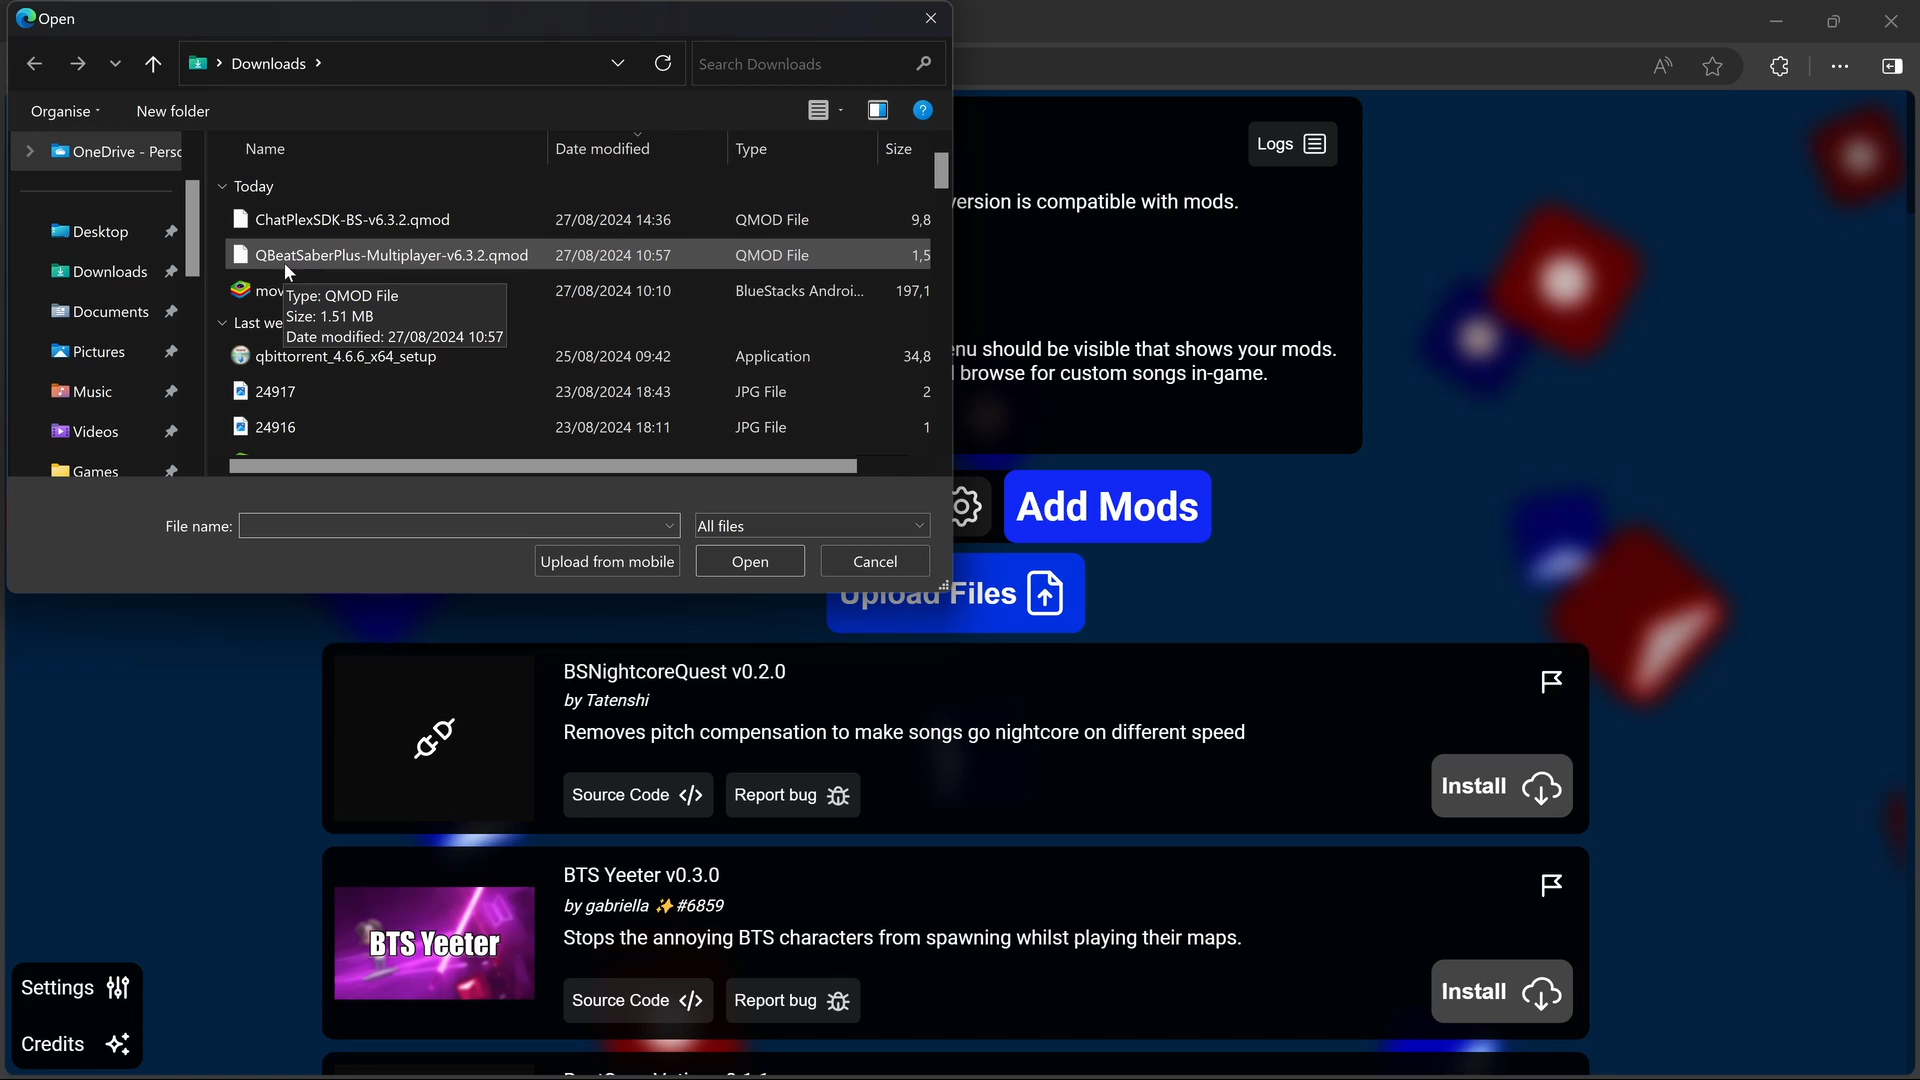 Open
Downloads
Search Downloads
Organise
New folder
OneDrive - Persc
Name
Date modified
Type
Size
Today
ChatPlexSDK-BS-v6.3.2.qmod
27/08/2024 14:36
QMOD File
9,8
Desktop
QBeatSaberPlus-Multiplayer-v6.3.2.qmod
27/08/2024 10:57
QMOD File
1,5
Downloads
mov
27/08/2024 10:10
BlueStacks Androi...
197,1
Type: QMOD File
Size: 1.51 MB
Date modified: 27/08/2024 10:57
Documents
Last we
Pictures
qbittorrent_4.6.6_x64_setup
25/08/2024 09:42
Application
34,8
Music
24917
23/08/2024 18:43
JPG File
2
Videos
24916
23/08/2024 18:11
JPG File
1
Games
File name:
All files
Upload from mobile
Open
Cancel
Logs
version is compatible with mods.
enu should be visible that shows your mods.
browse for custom songs in-game.
Add Mods
Upload Files
BSNightcoreQuest v0.2.0
by Tatenshi
Removes pitch compensation to make songs go nightcore on different speed
Source Code </>
Report bug
Install
BTS Yeeter
BTS Yeeter v0.3.0
by gabriella ✨#6859
Stops the annoying BTS characters from spawning whilst playing their maps.
Source Code </>
Report bug
Install
Settings
Credits